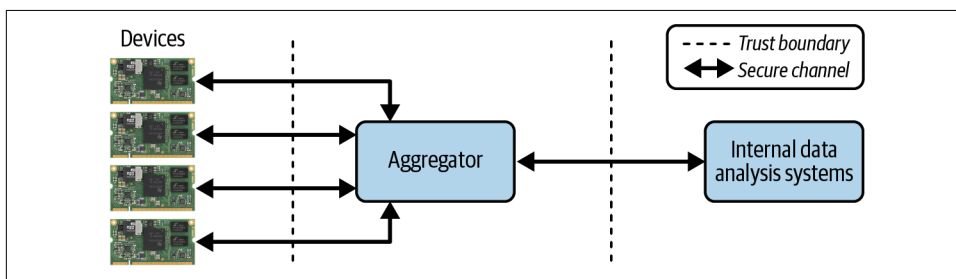 Devices
Trust boundary
Secure channel
Aggregator
Internal data
analysis systems